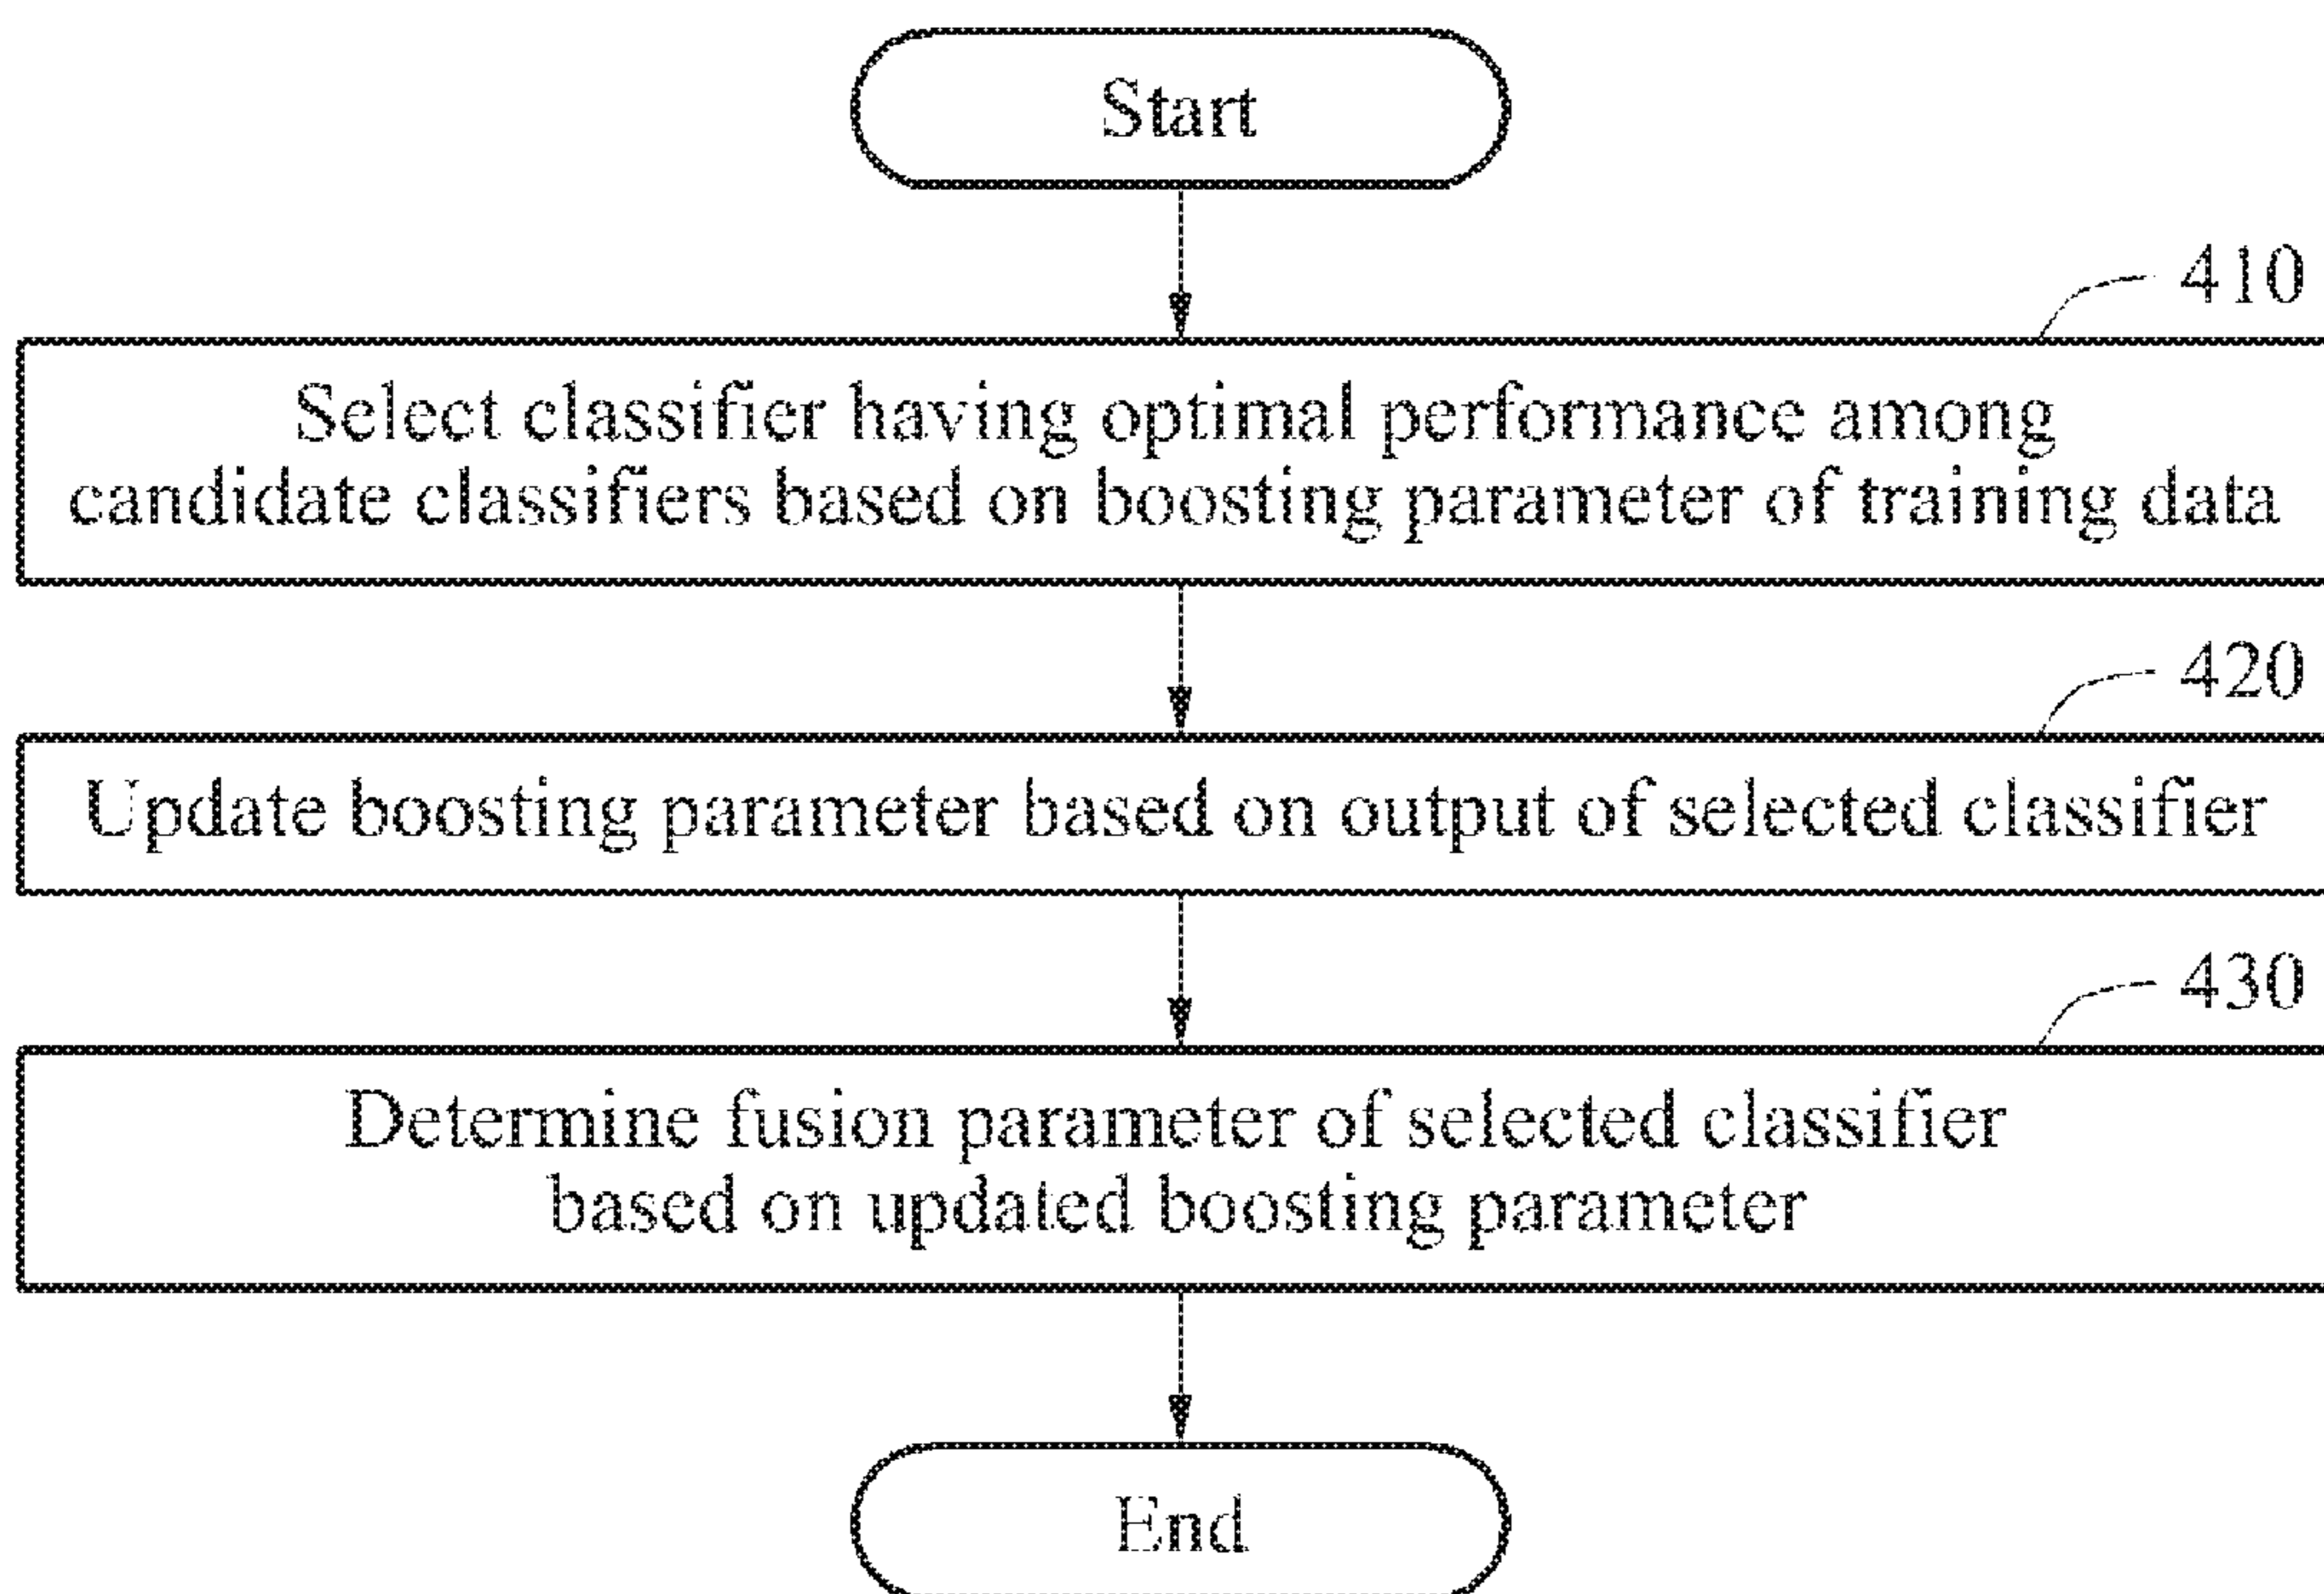 Start
410
Select classifier having optimal performance among
candidate classifiers based on boosting parameter of training data
420
Update boosting parameter based on output of selected classifier
430
Determine fusion parameter of selected classifier
based on updated boosting parameter
End